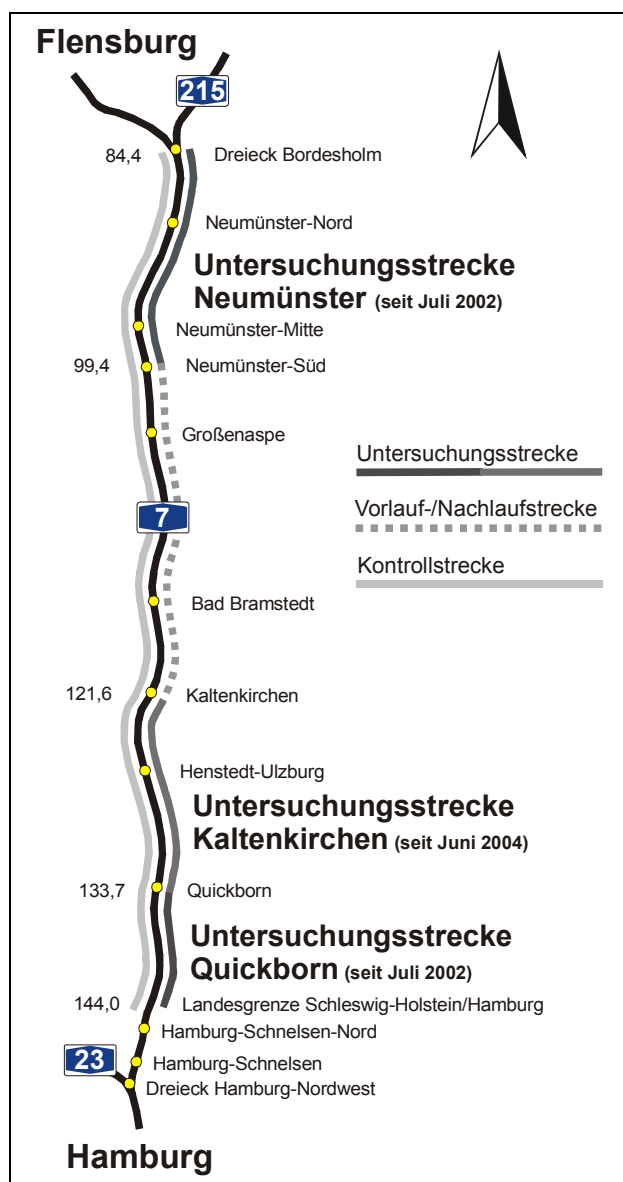 Flensburg
215
84,4
Dreieck Bordesholm
Neumünster-Nord
Untersuchungsstrecke
Neumünster (seit Juli 2002)
Neumünster-Mitte
99,4
Neumünster-Süd
Großenaspe
Untersuchungsstrecke
Vorlauf-/Nachlaufstrecke
7
Kontrollstrecke
Bad Bramstedt
121,6
Kaltenkirchen
Henstedt-Ulzburg
Untersuchungsstrecke
Kaltenkirchen (seit Juni 2004)
133,7
Quickborn
Untersuchungsstrecke
Quickborn (seit Juli 2002)
144,0
Landesgrenze Schleswig-Holstein/Hamburg
Hamburg-Schnelsen-Nord
23
Hamburg-Schnelsen
Dreieck Hamburg-Nordwest
Hamburg